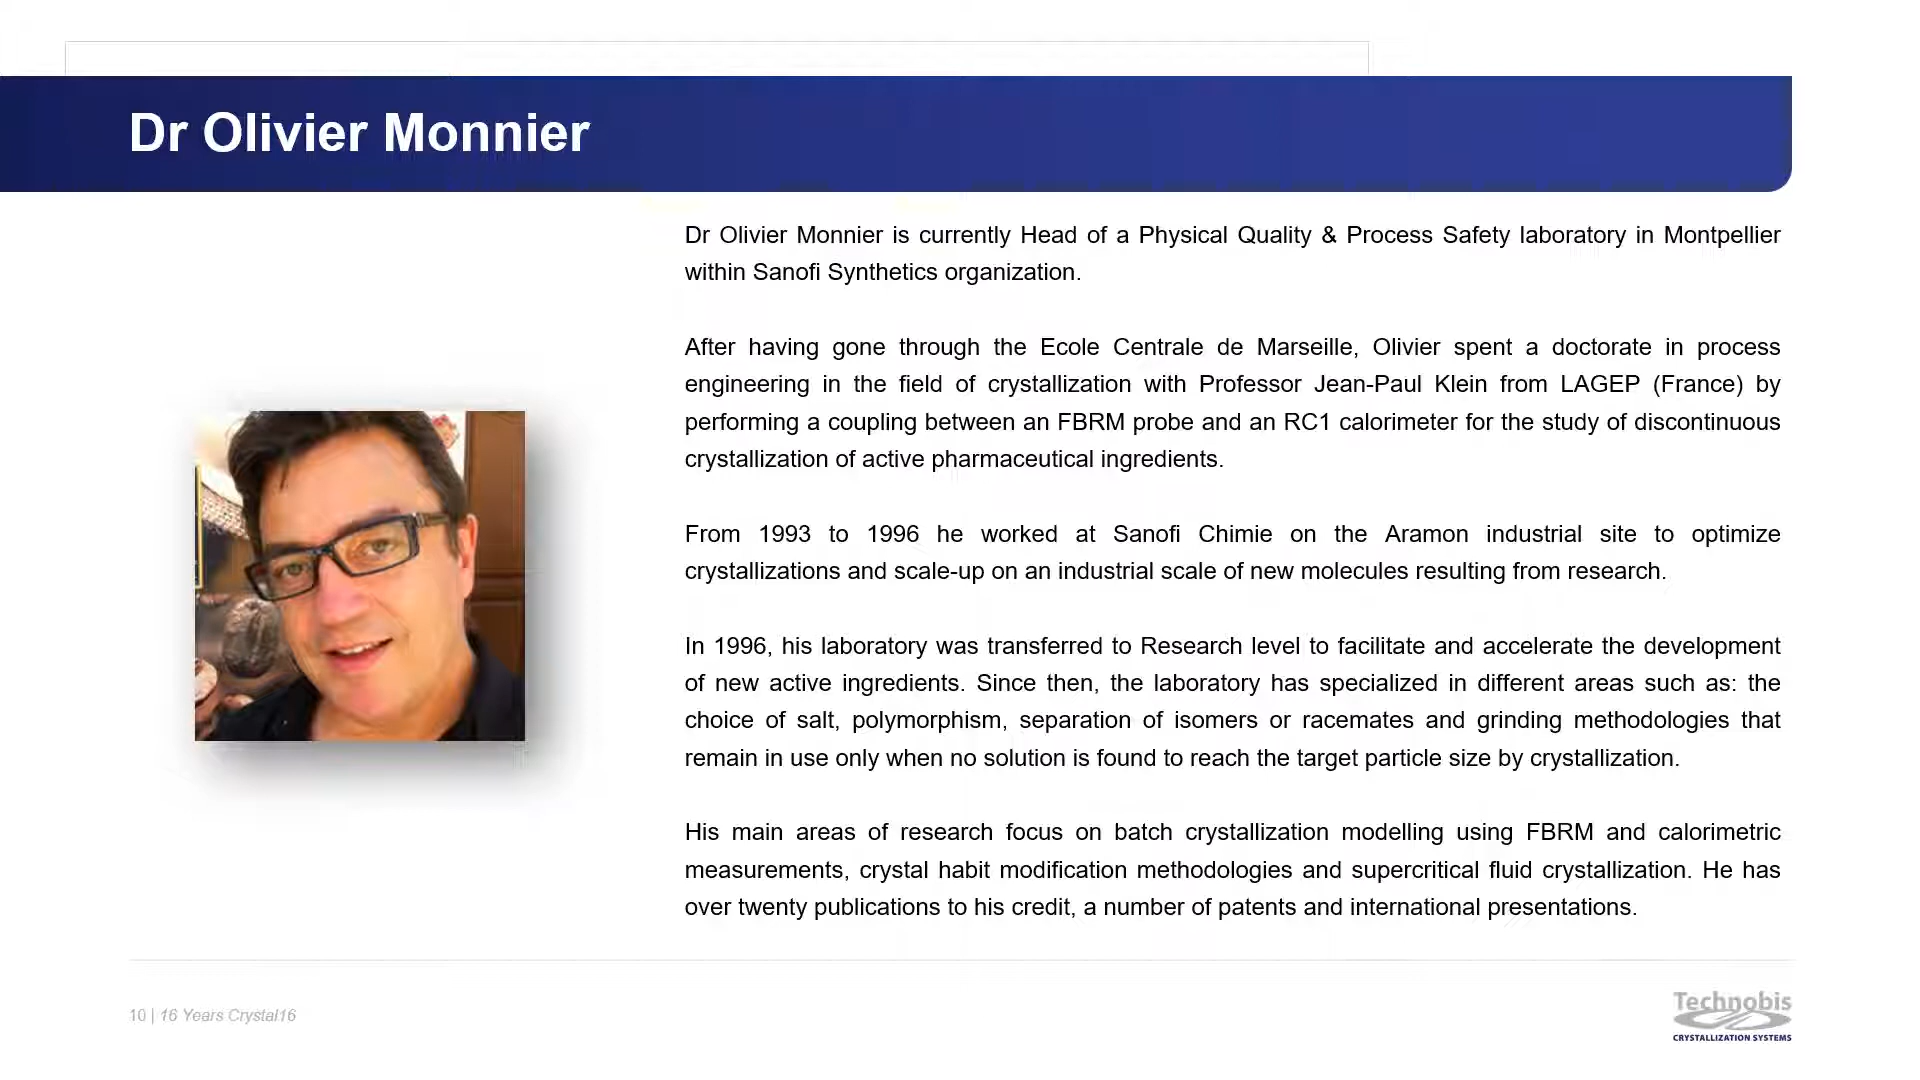 Dr Olivier Monnier
Dr Olivier Monnier is currently Head of a Physical Quality & Process Safety laboratory in Montpellier
within Sanofi Synthetics organization.
After having gone through the Ecole Centrale de Marseille, Olivier spent a doctorate in process
engineering in the field of crystallization with Professor Jean-Paul Klein from LAGEP (France) by
performing a coupling between an FBRM probe and an RC1 calorimeter for the study of discontinuous
crystallization of active pharmaceutical ingredients.
From 1993 to 1996 he worked at Sanofi Chimie on the Aramon industrial site to optimize
crystallizations and scale-up on an industrial scale of new molecules resulting from research.
In 1996, his laboratory was transferred to Research level to facilitate and accelerate the development
of new active ingredients. Since then, the laboratory has specialized in different areas such as: the
choice of salt, polymorphism, separation of isomers or racemates and grinding methodologies that
remain in use only when no solution is found to reach the target particle size by crystallization.
His main areas of research focus on batch crystallization modelling using FBRM and calorimetric
measurements, crystal habit modification methodologies and supercritical fluid crystallization. He has
over twenty publications to his credit, a number of patents and international presentations.
10 | 16 Years Crystal16
Technobis
CRYSTALLIZATION SYSTEMS